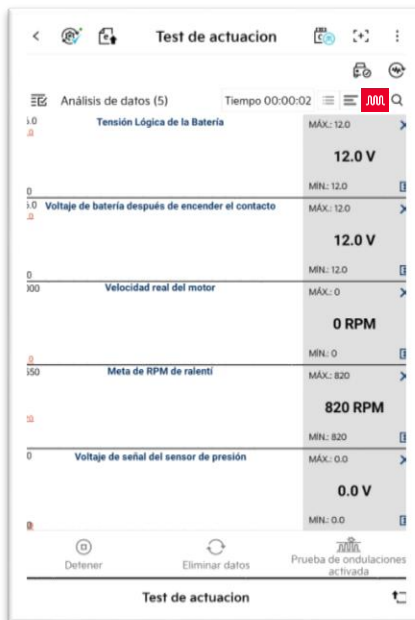 Test de actuacion
Análisis de datos (5)
Tiempo 00:00:02
Tensión Lógica de la Batería
MÁX.: 12.0
12.0 V
MÍN.: 12.0
0
Voltaje de batería después de encender el contacto
MÁX.: 12.0
12.0 V
MÍN.: 12.0
0
Velocidad real del motor
MÁX.: 0
0 RPM
MÍN.: 0
Meta de RPM de ralentí
MÁX.: 820
820 RPM
MÍN.: 820
Voltaje de señal del sensor de presión
MÁX.: 0.0
0.0 V
MÍN.: 0.0
Detener
Eliminar datos
Prueba de ondulaciones
activada
Test de actuacion